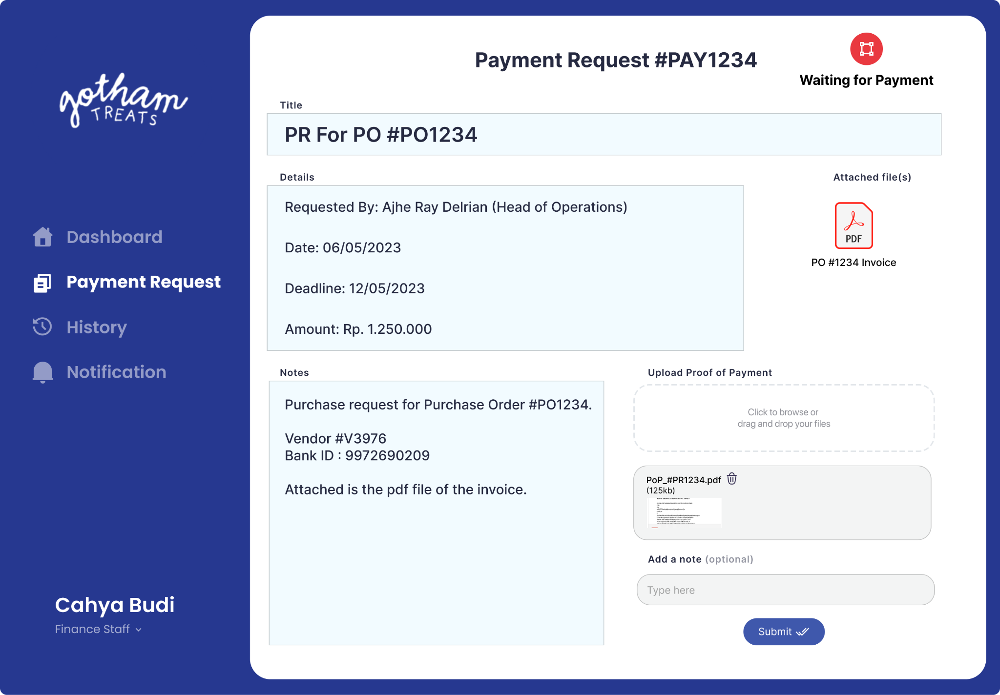 gotham
TREATS
Dashboard
Payment Request
History
Notification
Cahya Budi
Finance Staff
Payment Request #PAY1234
Waiting for Payment
Title
PR For PO #PO1234
Details
Requested By: Ajhe Ray Delrian (Head of Operations)
Date: 06/05/2023
Deadline: 12/05/2023
Amount: Rp. 1.250.000
Attached file(s)
PDF
PO #1234 Invoice
Notes
Purchase request for Purchase Order #PO1234.
Vendor #V3976
Bank ID : 9972690209
Attached is the pdf file of the invoice.
Upload Proof of Payment
Click to browse or
drag and drop your files
PoP_#PR1234.pdf
(125kb)
Add a note (optional)
Type here
Submit